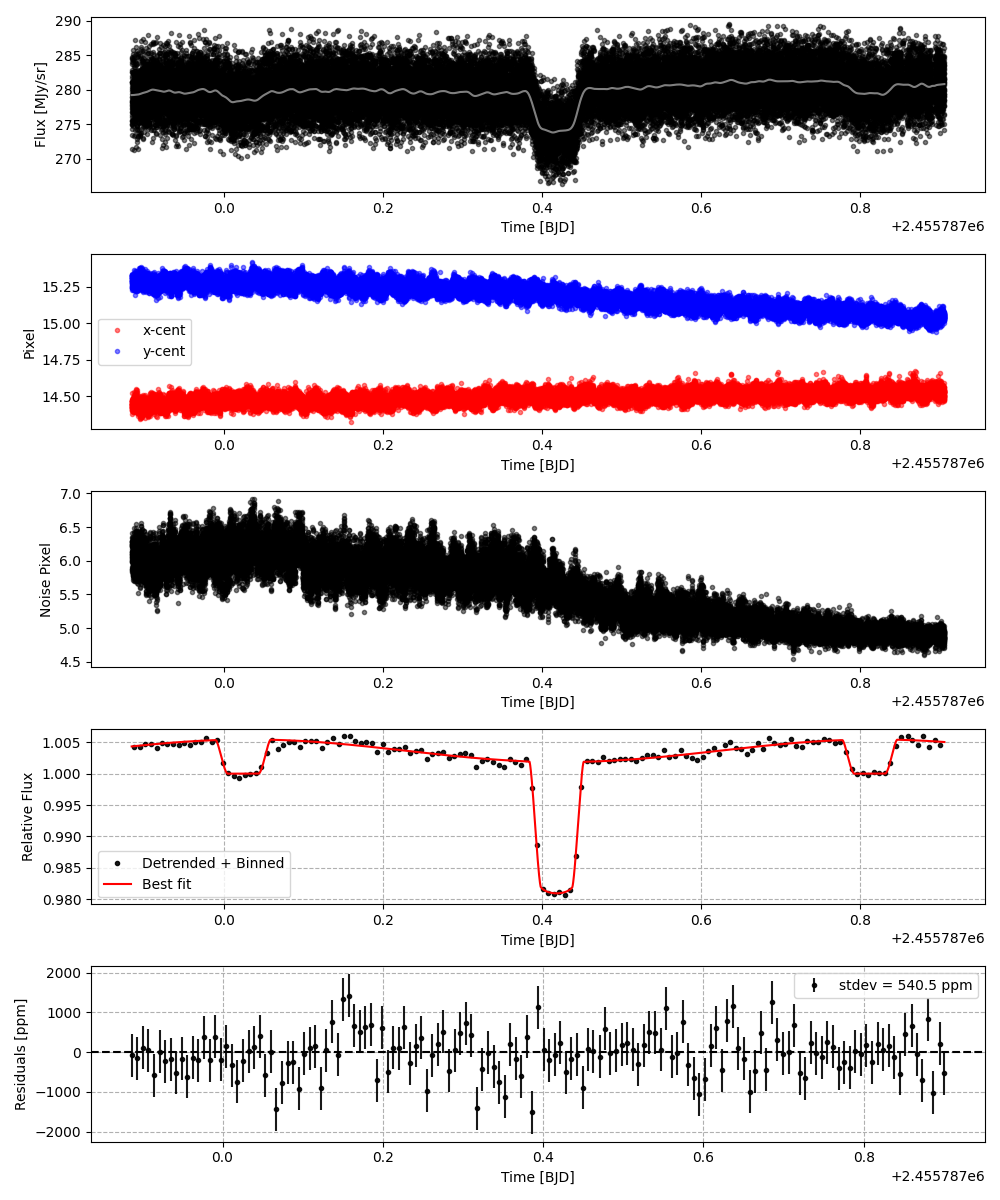 290
285
280
275
270
Flux [MJy/sr]
0.0 0.2 0.4 0.6 0.8
Time [BJD]
+2.455787e6
15.25
15.00
14.75
14.50
Pixel
x-cent
y-cent
0.0 0.2 0.4 0.6 0.8
Time [BJD]
+2.455787e6
7.0
6.5
6.0
5.5
5.0
4.5
Noise Pixel
0.0 0.2 0.4 0.6 0.8
Time [BJD]
+2.455787e6
1.005
1.000
0.995
0.990
0.985
0.980
Relative Flux
Detrended + Binned
Best fit
0.0 0.2 0.4 0.6 0.8
Time [BJD]
+2.455787e6
2000
1000
0
−1000
−2000
Residuals [ppm]
stdev = 540.5 ppm
0.0 0.2 0.4 0.6 0.8
Time [BJD]
+2.455787e6